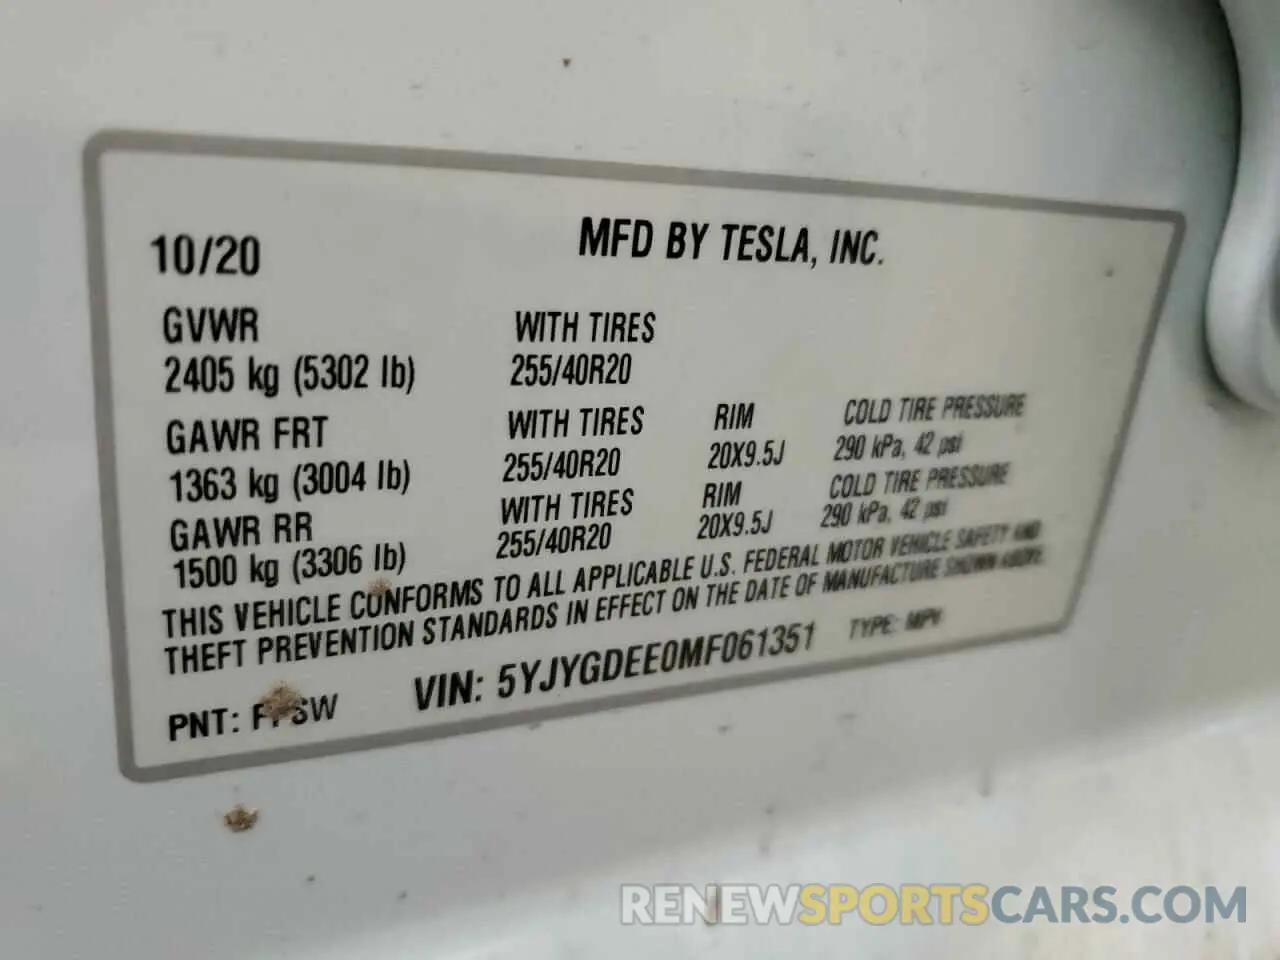 10/20 MFD BY TESLA, INC.
GVWR WITH TIRES
2405 kg (5302 lb) 255/40R20
GAWR FRT WITH TIRES RIM COLD TIRE PRESSURE
1363 kg (3004 lb) 255/40R20 20X9.5J 290 kPa, 42 psi
GAWR RR WITH TIRES RIM COLD TIRE PRESSURE
1500 kg (3306 lb) 255/40R20 20X9.5J 290 kPa, 42 psi
THIS VEHICLE CONFORMS TO ALL APPLICABLE U.S. FEDERAL MOTOR VEHICLE SAFETY AND
THEFT PREVENTION STANDARDS IN EFFECT ON THE DATE OF MANUFACTURE SHOWN ABOVE.
PNT: VIN: 5YJYGDEE0MF061351 TYPE: MPV
RENEWSPORTSCARS.COM